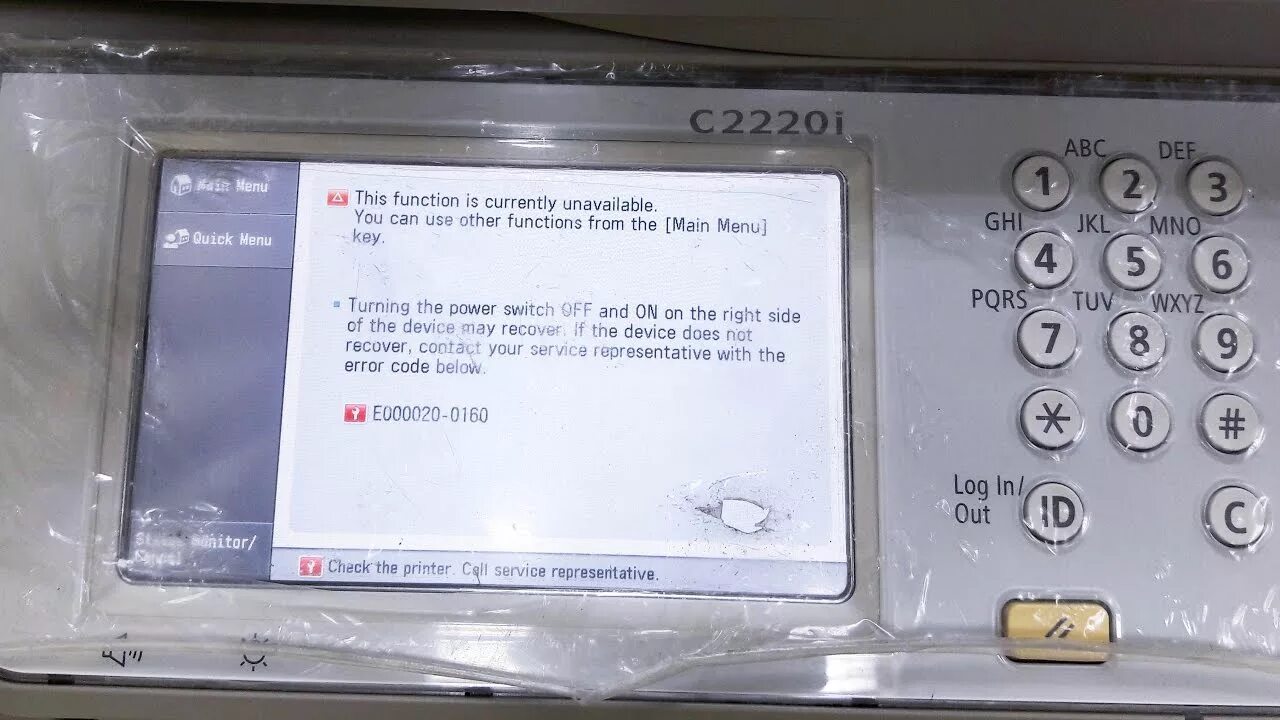 C2220i
Main Menu
Quick Menu
This function is currently unavailable.
You can use other functions from the [Main Menu]
key.
Turning the power switch OFF and ON on the right side
of the device may recover. If the device does not
recover, contact your service representative with the
error code below.
E000020-0160
Monitor/
Check the printer. Call service representative.
ABC DEF
1 2 3
GHI JKL MNO
4 5 6
PQRS TUV WXYZ
7 8 9
* 0 #
Log In/
Out
ID
C